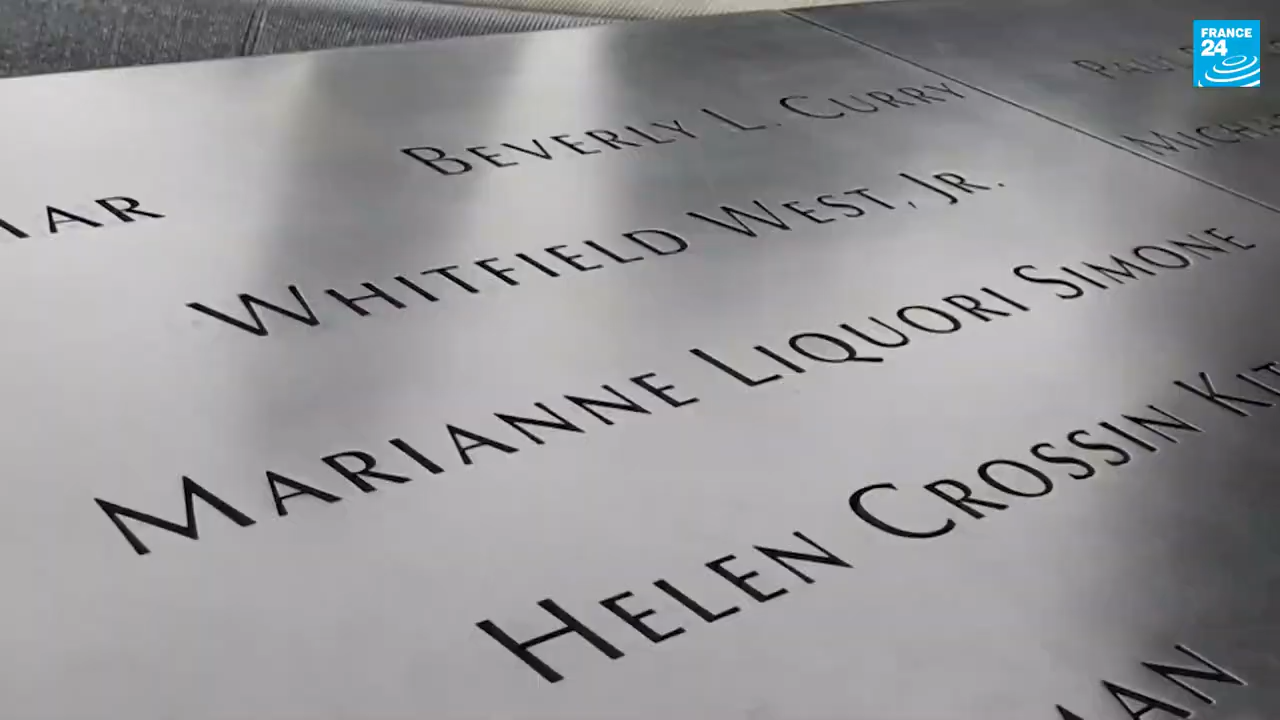 FRANCE
24
BEVERLY L. CURRY
WHITFIELD WEST, JR.
MARIANNE LIQUORI SIMONE
HELEN CROSSIN